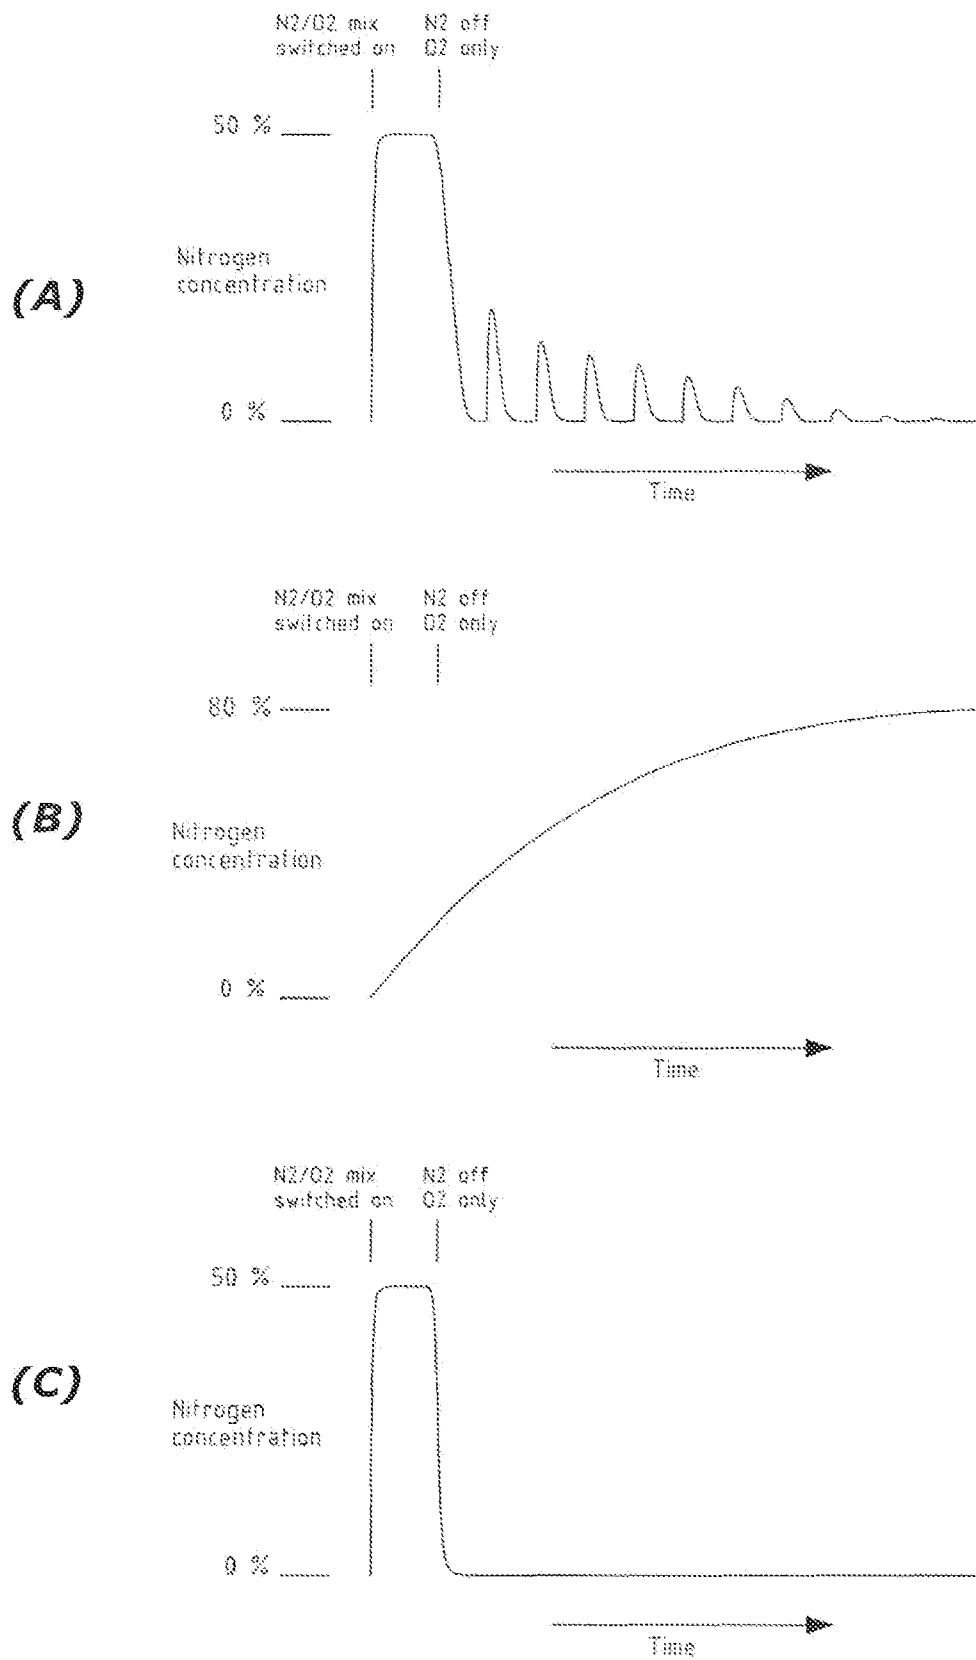 N2/O2 mix
switched on
N2 off
O2 only
50 %
Nitrogen
concentration
(A)
0 %
Time
N2/O2 mix
switched on
N2 off
O2 only
80 %
Nitrogen
concentration
(B)
0 %
Time
N2/O2 mix
switched on
N2 off
O2 only
50 %
Nitrogen
concentration
(C)
0 %
Time